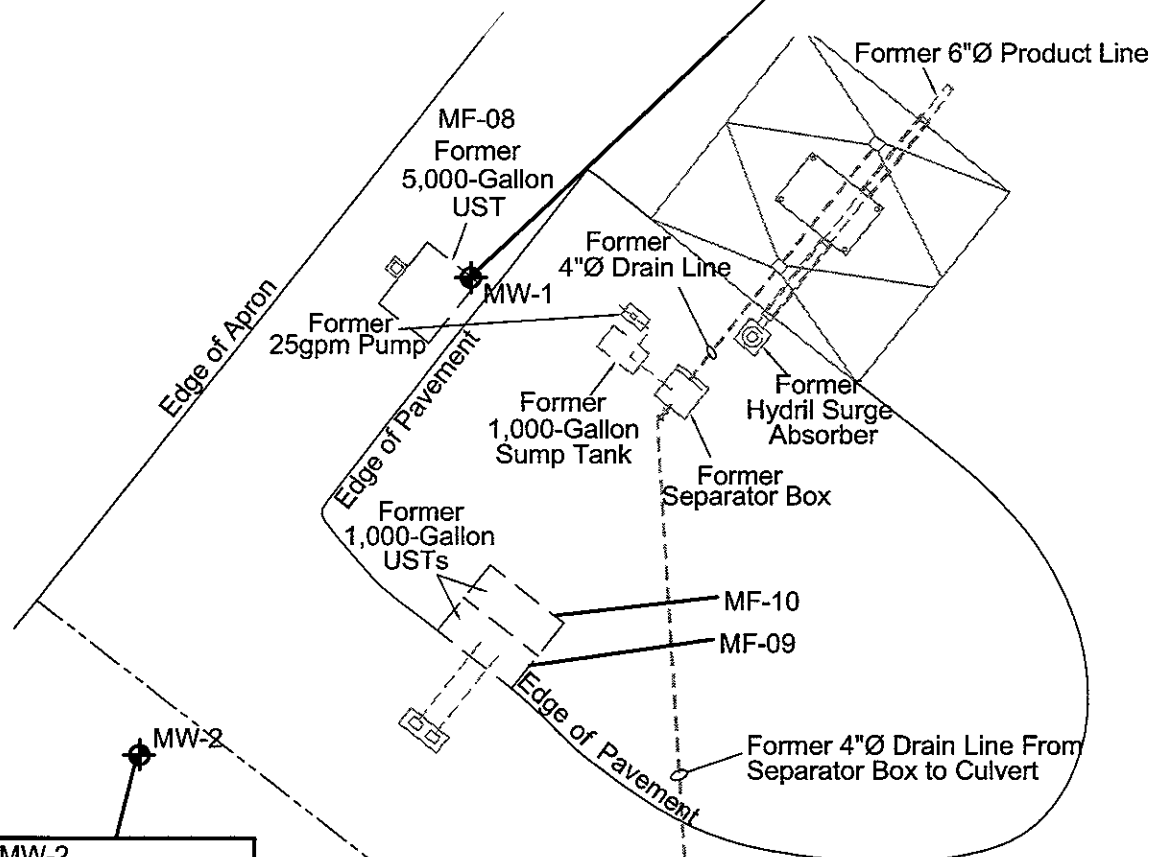 Former 6"Ø Product Line
MF-08
Former
5,000-Gallon
UST
MW-1
Former
4"Ø Drain Line
Former
25gpm Pump
Edge of Apron
Edge of Pavement
Former
1,000-Gallon
Sump Tank
Former
Hydril Surge
Absorber
Former
Separator Box
Former
1,000-Gallon
USTs
MF-10
MF-09
Edge of Pavement
MW-2
Former 4"Ø Drain Line From
Separator Box to Culvert
MW-2